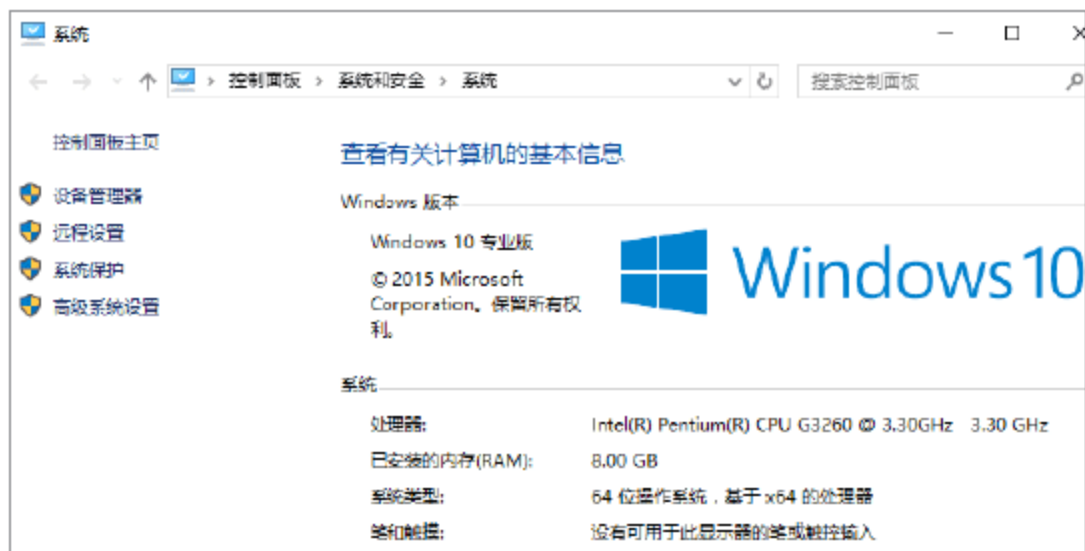 系统
控制面板 › 系统和安全 › 系统
搜索控制面板
控制面板主页
设备管理器
远程设置
系统保护
高级系统设置
查看有关计算机的基本信息
Windows 版本
Windows 10 专业版
© 2015 Microsoft
Corporation。保留所有权
利。
Windows 10
系统
处理器: Intel(R) Pentium(R) CPU G3260 @ 3.30GHz 3.30 GHz
已安装的内存(RAM): 8.00 GB
系统类型: 64 位操作系统，基于 x64 的处理器
笔和触摸: 没有可用于此显示器的笔或触控输入